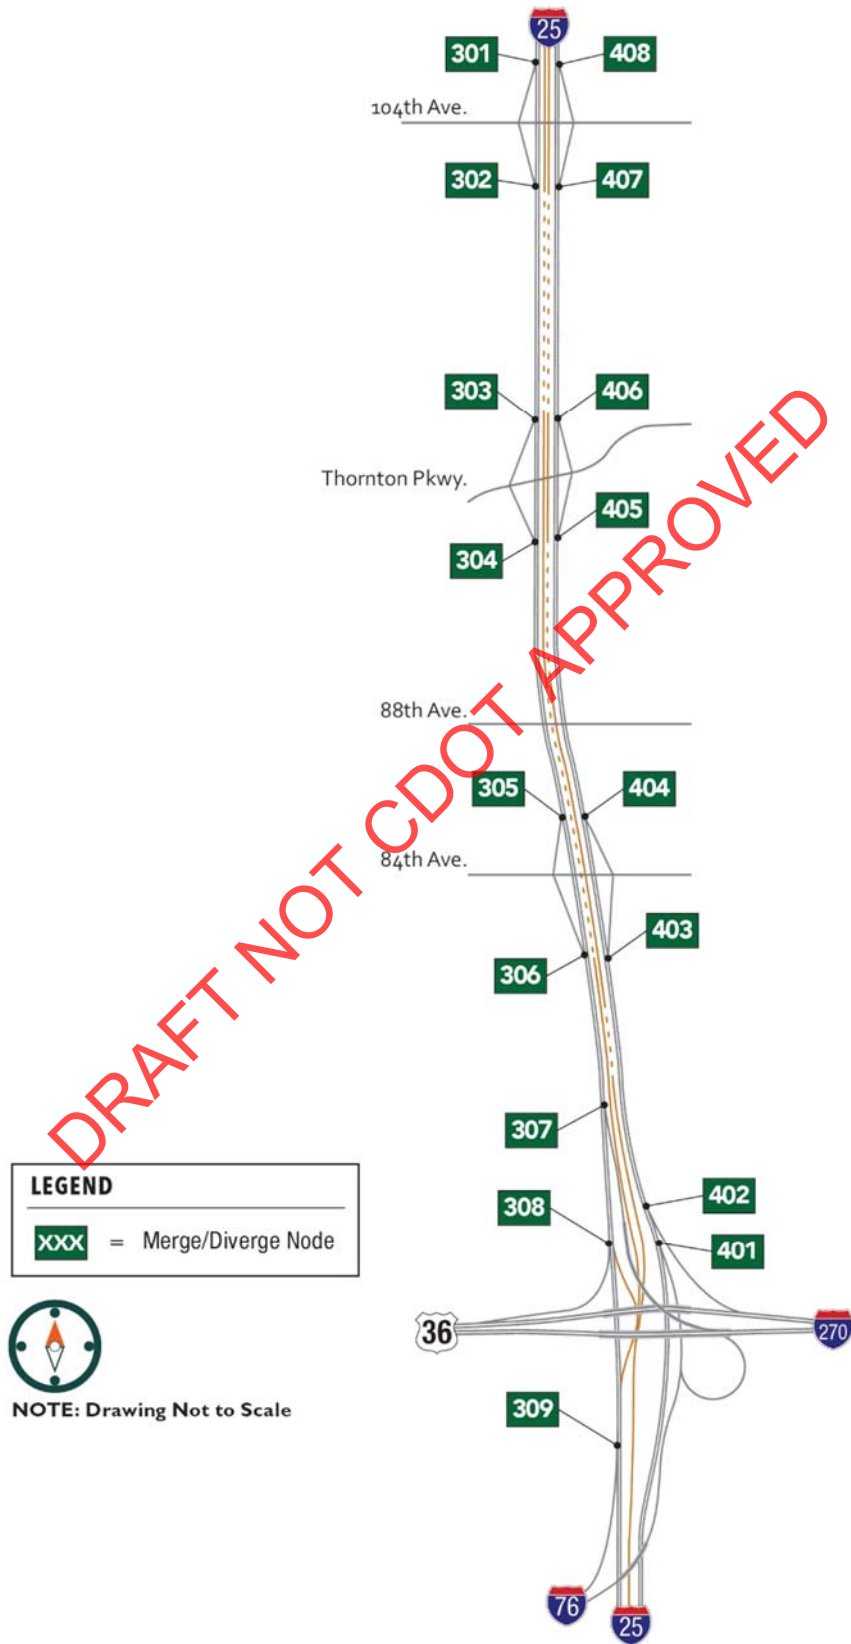 25
301
408
104th Ave.
302
407
303
406
Thornton Pkwy.
405
304
88th Ave.
305
404
84th Ave.
403
306
307
402
308
401
36
270
309
76
25
DRAFT NOT CDOT APPROVED
LEGEND
XXX = Merge/Diverge Node
NOTE: Drawing Not to Scale